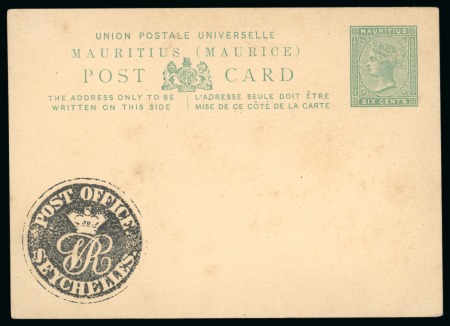 UNION POSTALE UNIVERSELLE
MAURITIUS (MAURICE)
POST CARD
THE ADDRESS ONLY TO BE
WRITTEN ON THIS SIDE
L'ADRESSE SEULE DOIT ÊTRE
MISE DE CE CÔTÉ DE LA CARTE
MAURITIUS
SIX CENTS
POST OFFICE
VR
SEYCHELLES